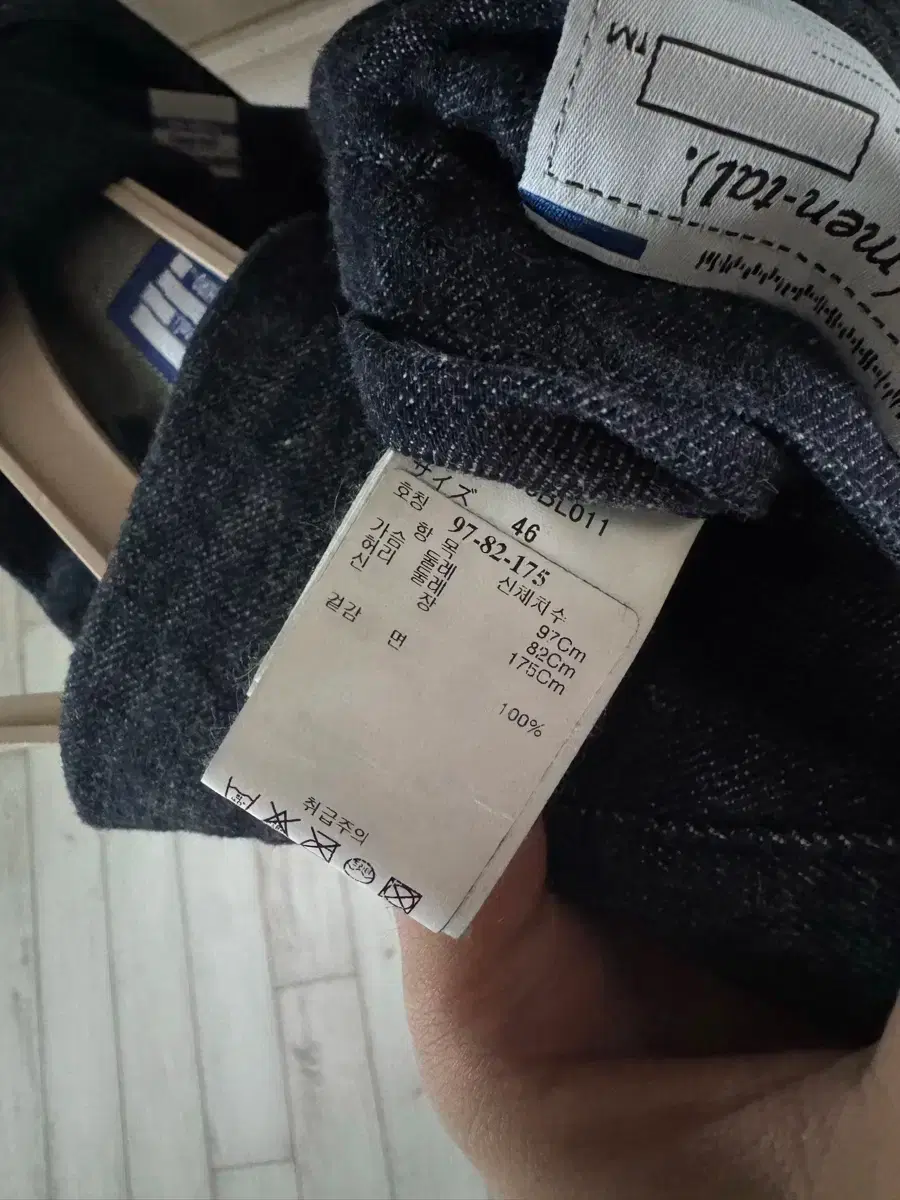 TM
men-tal).
サイズ 46
BL011
호칭 97-82-175
항 목 신체치수
가슴 둘레 97Cm
허리 둘레 82Cm
신 장 175Cm
겉감 면 100%
취급주의